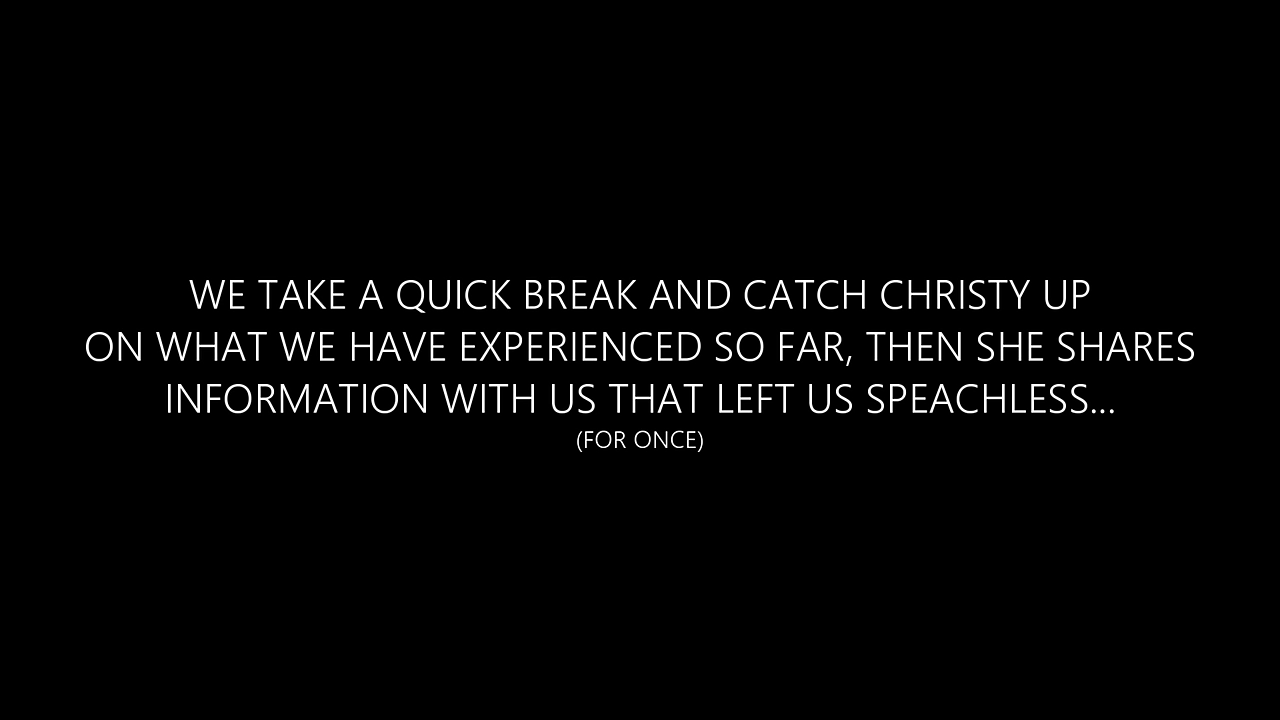 WE TAKE A QUICK BREAK AND CATCH CHRISTY UP
ON WHAT WE HAVE EXPERIENCED SO FAR, THEN SHE SHARES
INFORMATION WITH US THAT LEFT US SPEACHLESS...
(FOR ONCE)